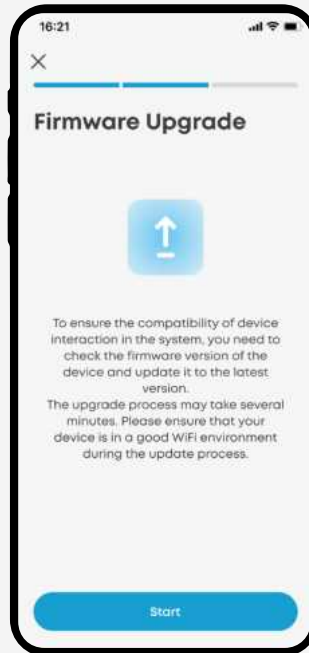 16:21
Firmware Upgrade
To ensure the compatibility of device
interaction in the system, you need to
check the firmware version of the
device and update it to the latest
version.
The upgrade process may take several
minutes. Please ensure that your
device is in a good WiFi environment
during the update process.
Start